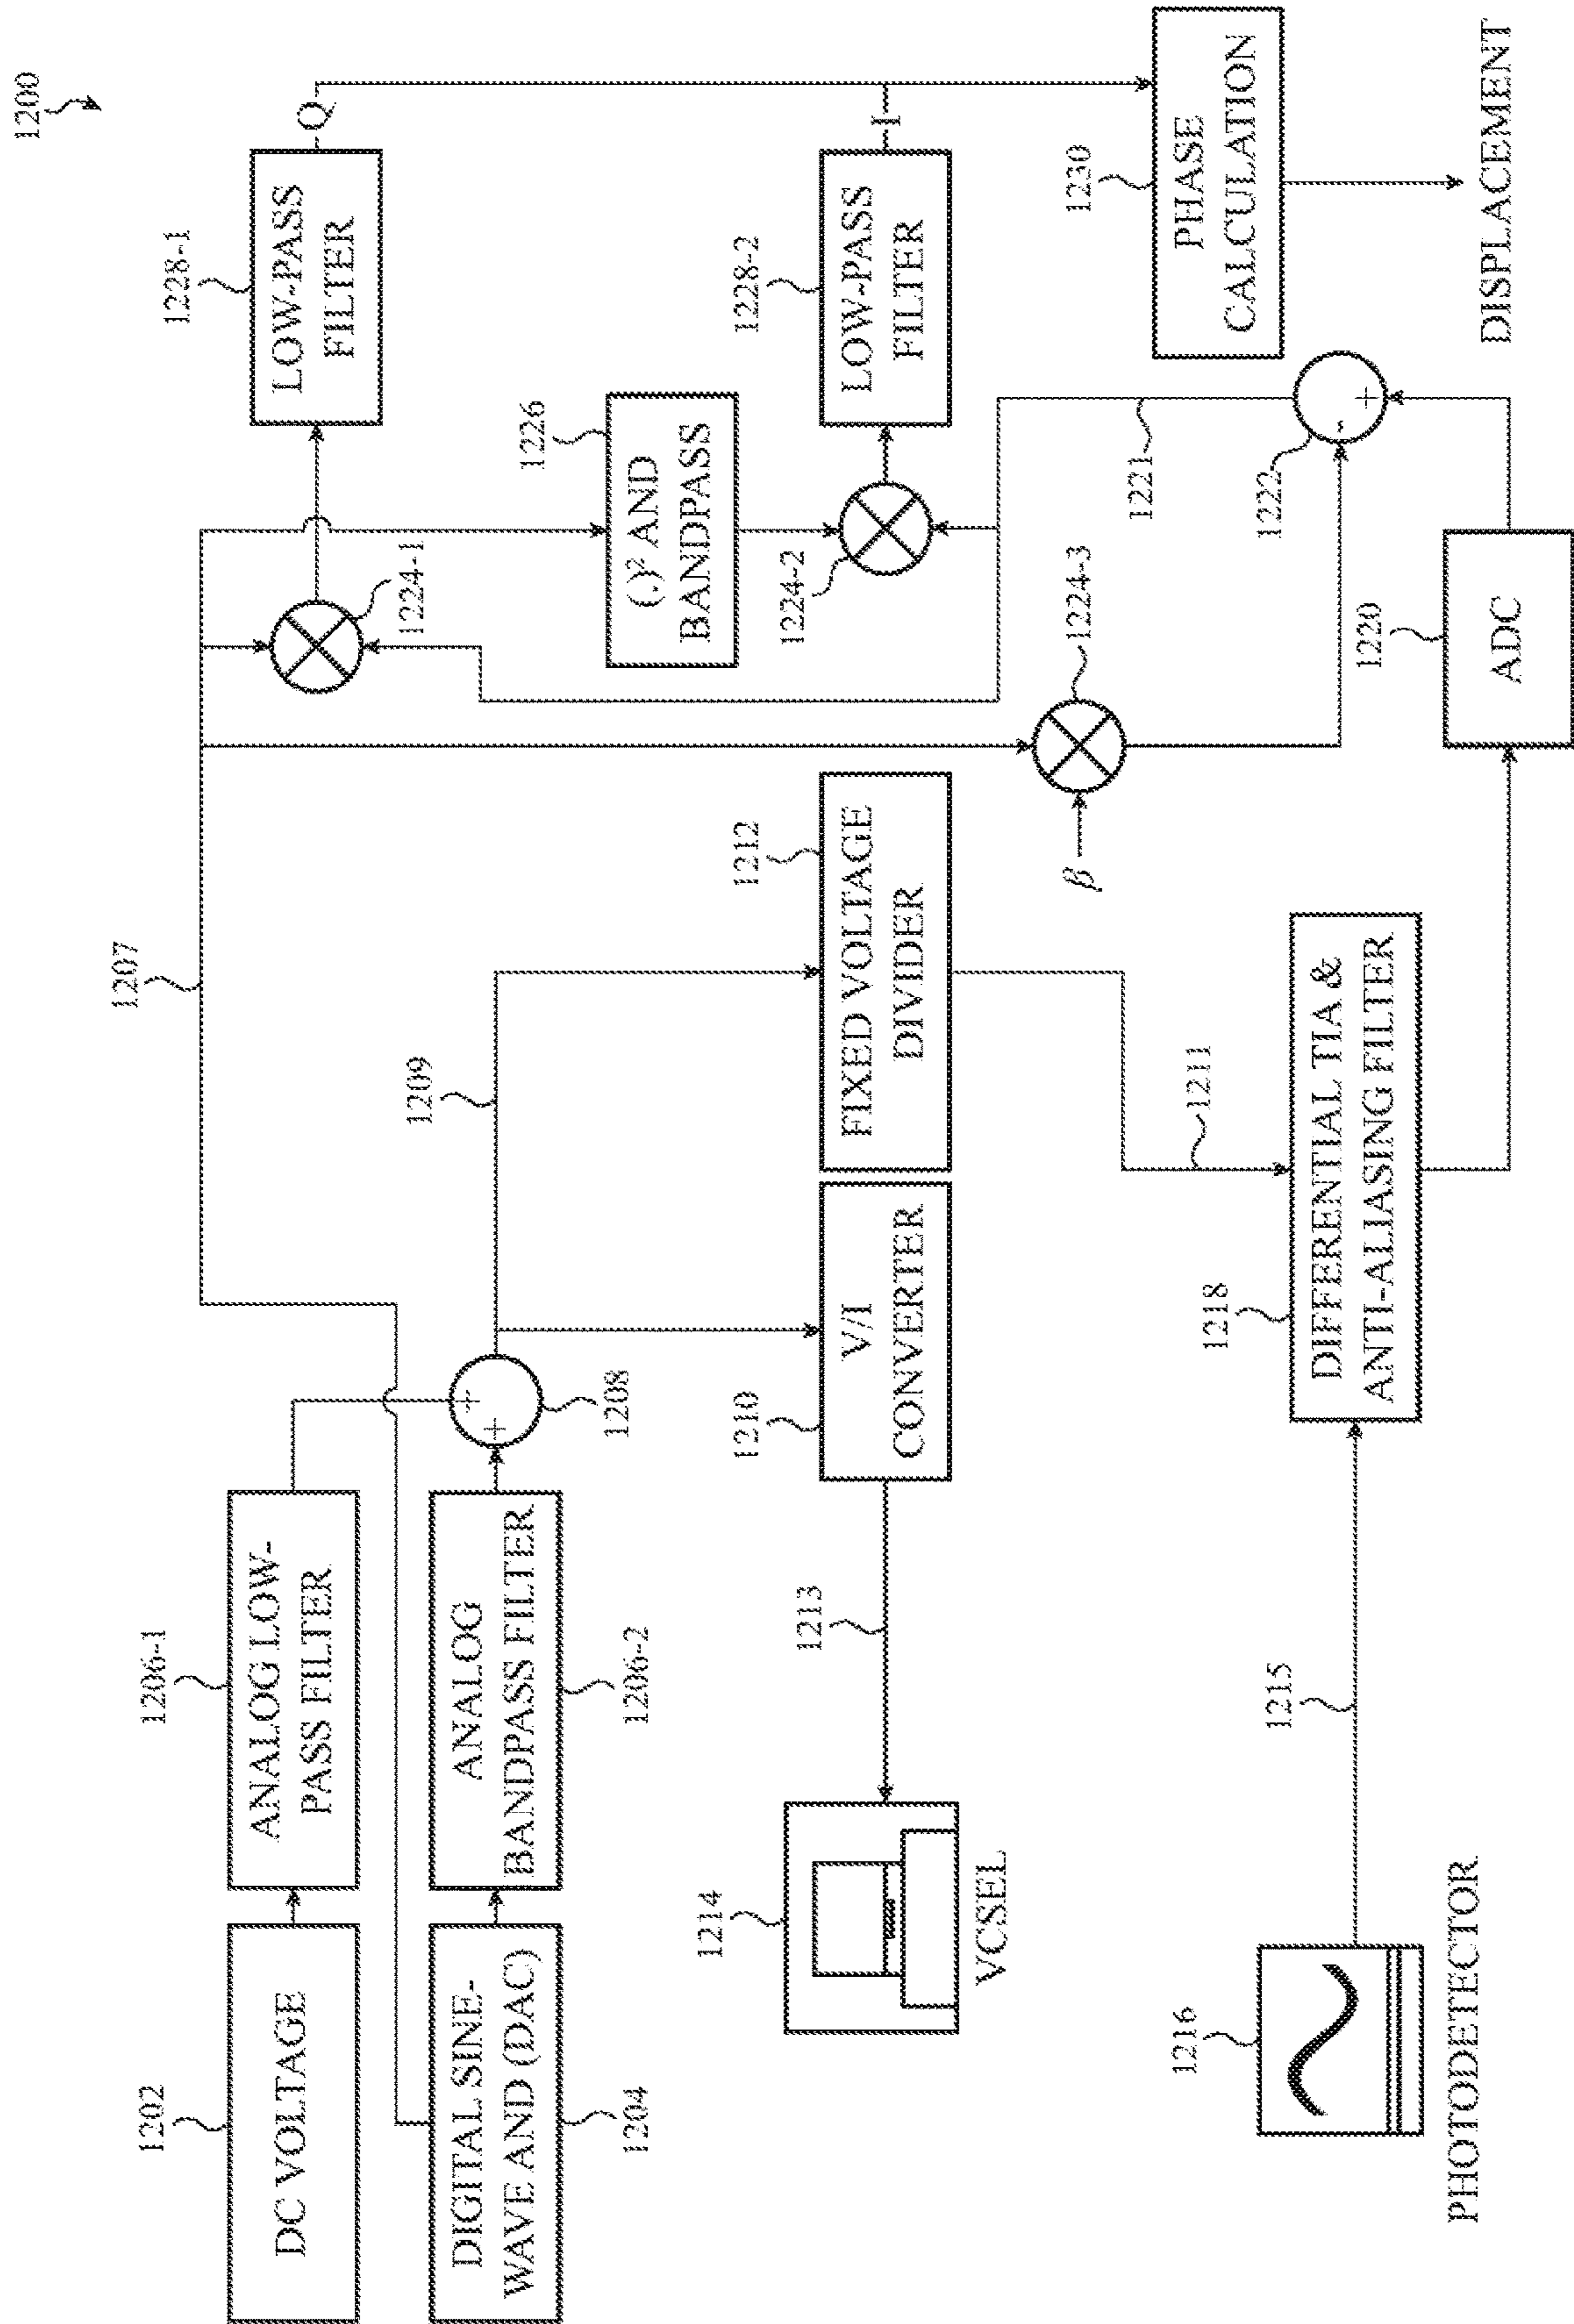 1200
1202
DC VOLTAGE
1206-1
ANALOG LOW-
PASS FILTER
1207
1228-1
LOW-PASS
FILTER
Q
DIGITAL SINE-
WAVE AND (DAC)
1204
ANALOG
BANDPASS FILTER
1206-2
+
+
1208
1209
1224-1
1226
(.)² AND
BANDPASS
1214
VCSEL
1213
1210
V/I
CONVERTER
1212
FIXED VOLTAGE
DIVIDER
1224-2
1228-2
LOW-PASS
FILTER
I
β
1224-3
1221
1230
PHASE
CALCULATION
1216
PHOTODETECTOR
1215
1218
DIFFERENTIAL TIA &
ANTI-ALIASING FILTER
1211
1222
-
+
1220
ADC
DISPLACEMENT